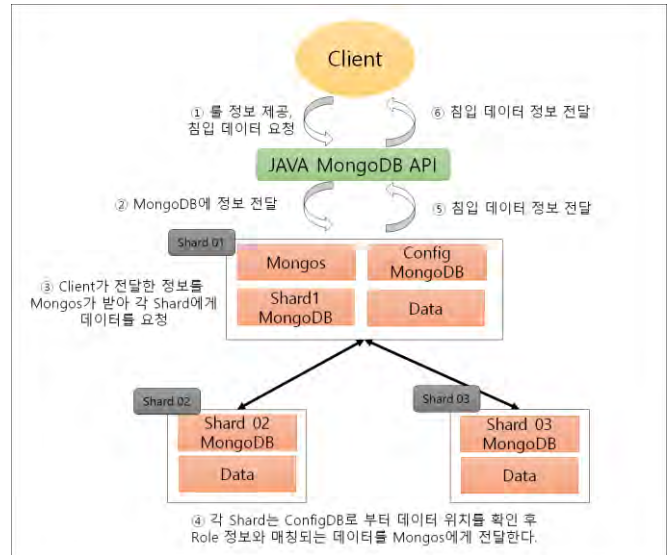 Client
① 룰 정보 제공,
침입 데이터 요청
⑥ 침입 데이터 정보 전달
JAVA MongoDB API
② MongoDB에 정보 전달
⑤ 침입 데이터 정보 전달
Shard 01
Mongos
Config
MongoDB
Shard1
MongoDB
Data
③ Client가 전달한 정보를
Mongos가 받아 각 Shard에게
데이터를 요청
Shard 02
Shard 02
MongoDB
Data
Shard 03
Shard 03
MongoDB
Data
④ 각 Shard는 ConfigDB로 부터 데이터 위치를 확인 후
Role 정보와 매칭되는 데이터를 Mongos에게 전달한다.